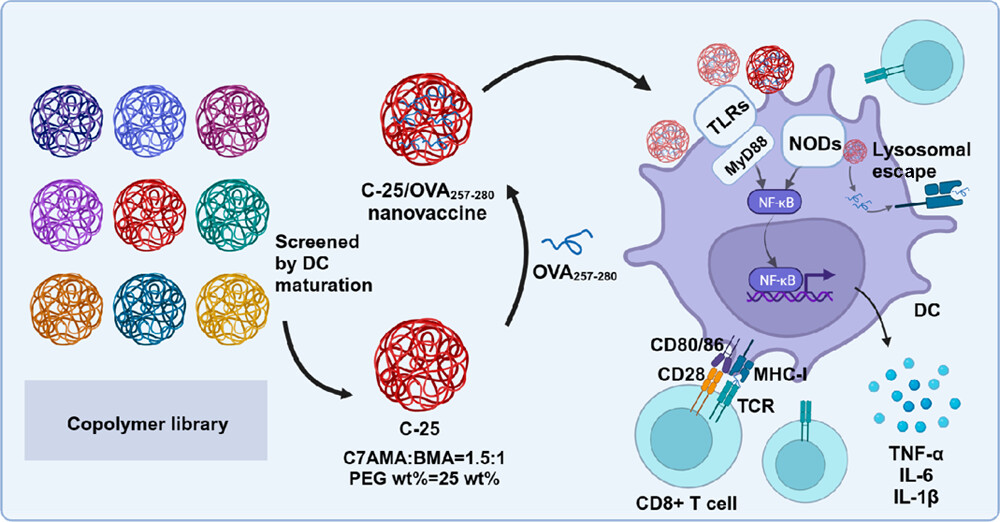 Copolymer library
Screened
by DC
maturation
C-25
C7AMA:BMA=1.5:1
PEG wt%=25 wt%
OVA257-280
C-25/OVA257-280
nanovaccine
TLRs
MyD88
NODs
NF-κB
NF-κB
Lysosomal
escape
DC
CD80/86
CD28
MHC-I
TCR
CD8+ T cell
TNF-α
IL-6
IL-1β